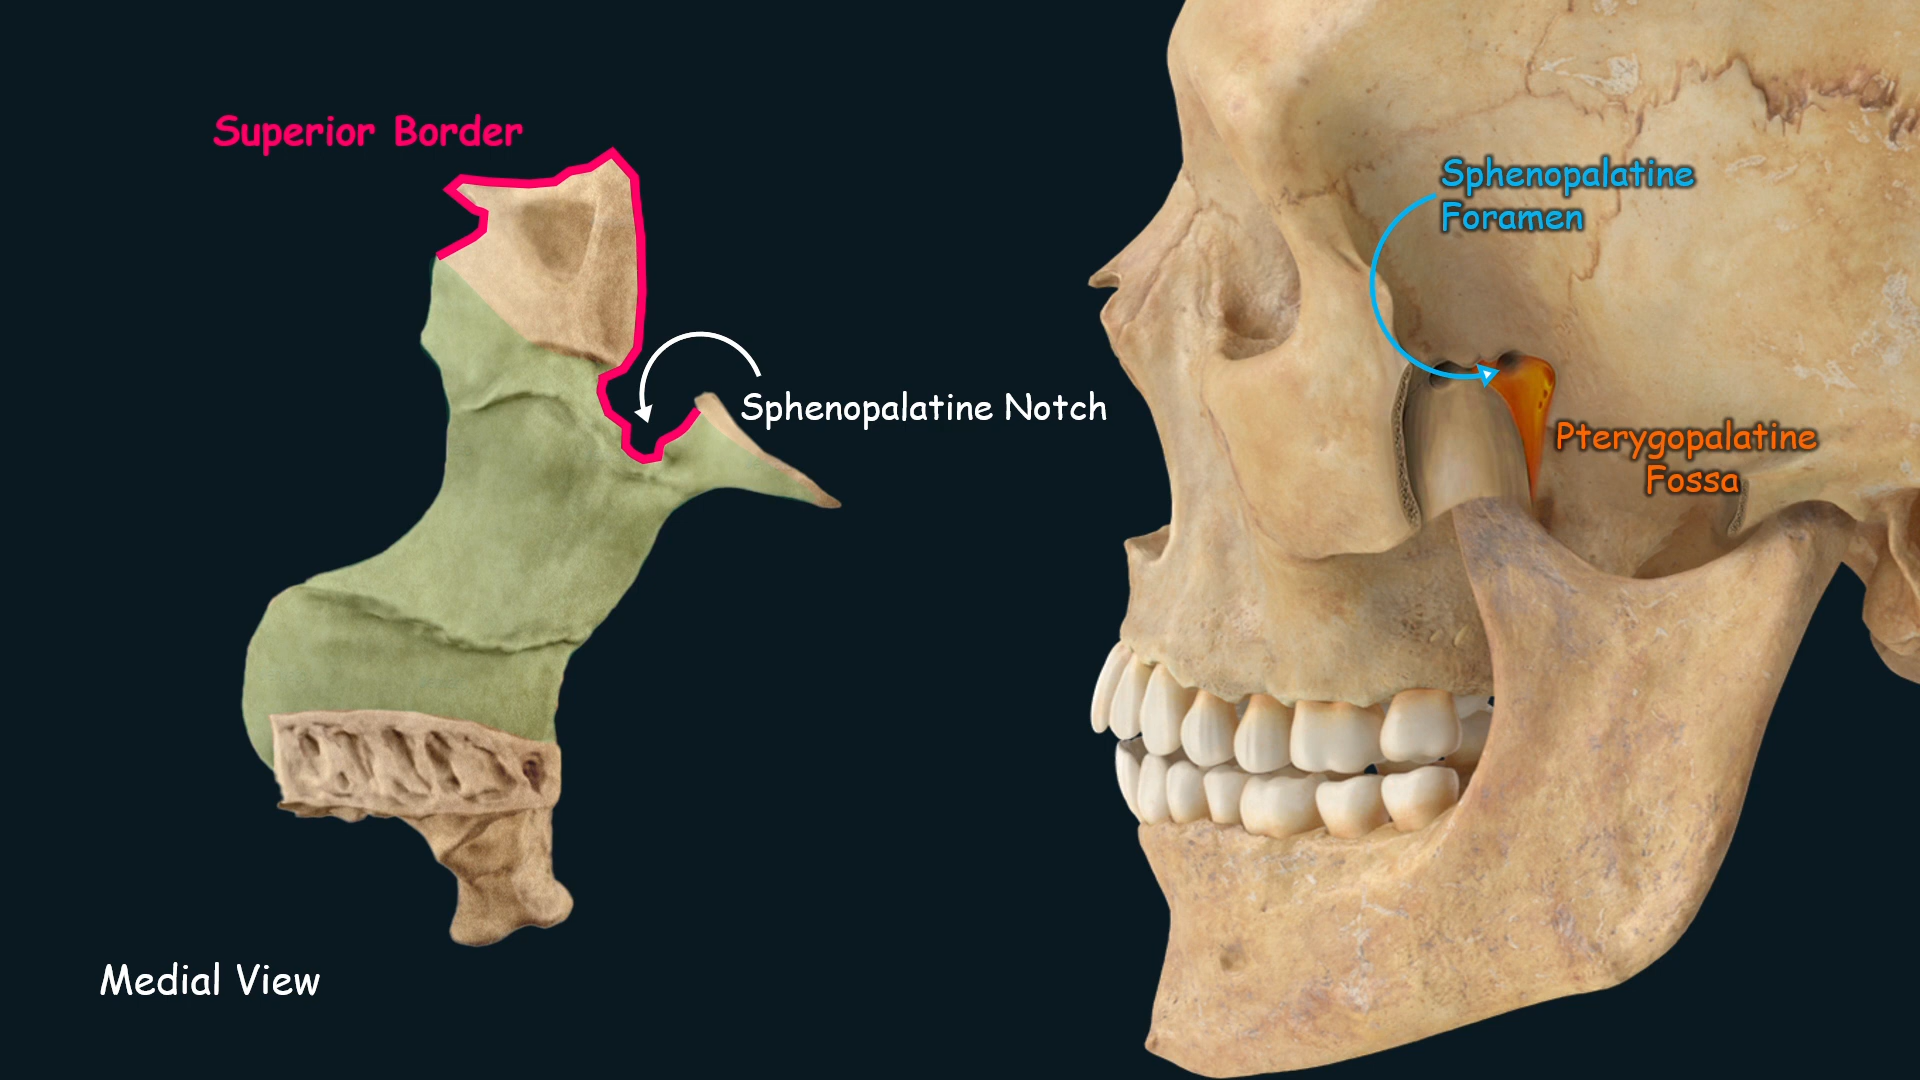 Superior Border
Sphenopalatine
Foramen
Sphenopalatine Notch
Pterygopalatine
Fossa
Medial View